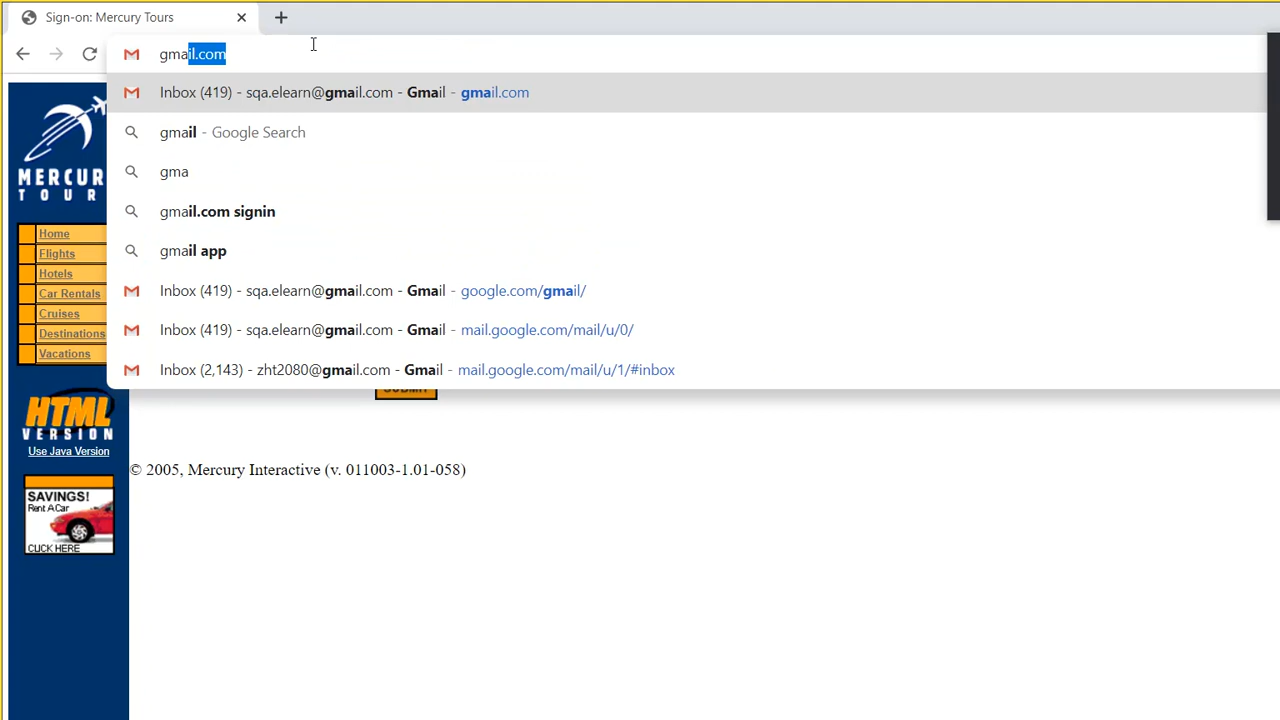 Sign-on: Mercury Tours
gmail.com
Inbox (419) - sqa.elearn@gmail.com - Gmail - gmail.com
gmail - Google Search
gma
gmail.com signin
gmail app
Inbox (419) - sqa.elearn@gmail.com - Gmail - google.com/gmail/
Inbox (419) - sqa.elearn@gmail.com - Gmail - mail.google.com/mail/u/0/
Inbox (2,143) - zht2080@gmail.com - Gmail - mail.google.com/mail/u/1/#inbox
MERCUR
TOUR
Home
Flights
Hotels
Car Rentals
Cruises
Destinations
Vacations
SUBMIT
HTML
VERSION
Use Java Version
© 2005, Mercury Interactive (v. 011003-1.01-058)
SAVINGS!
Rent A Car
CLICK HERE